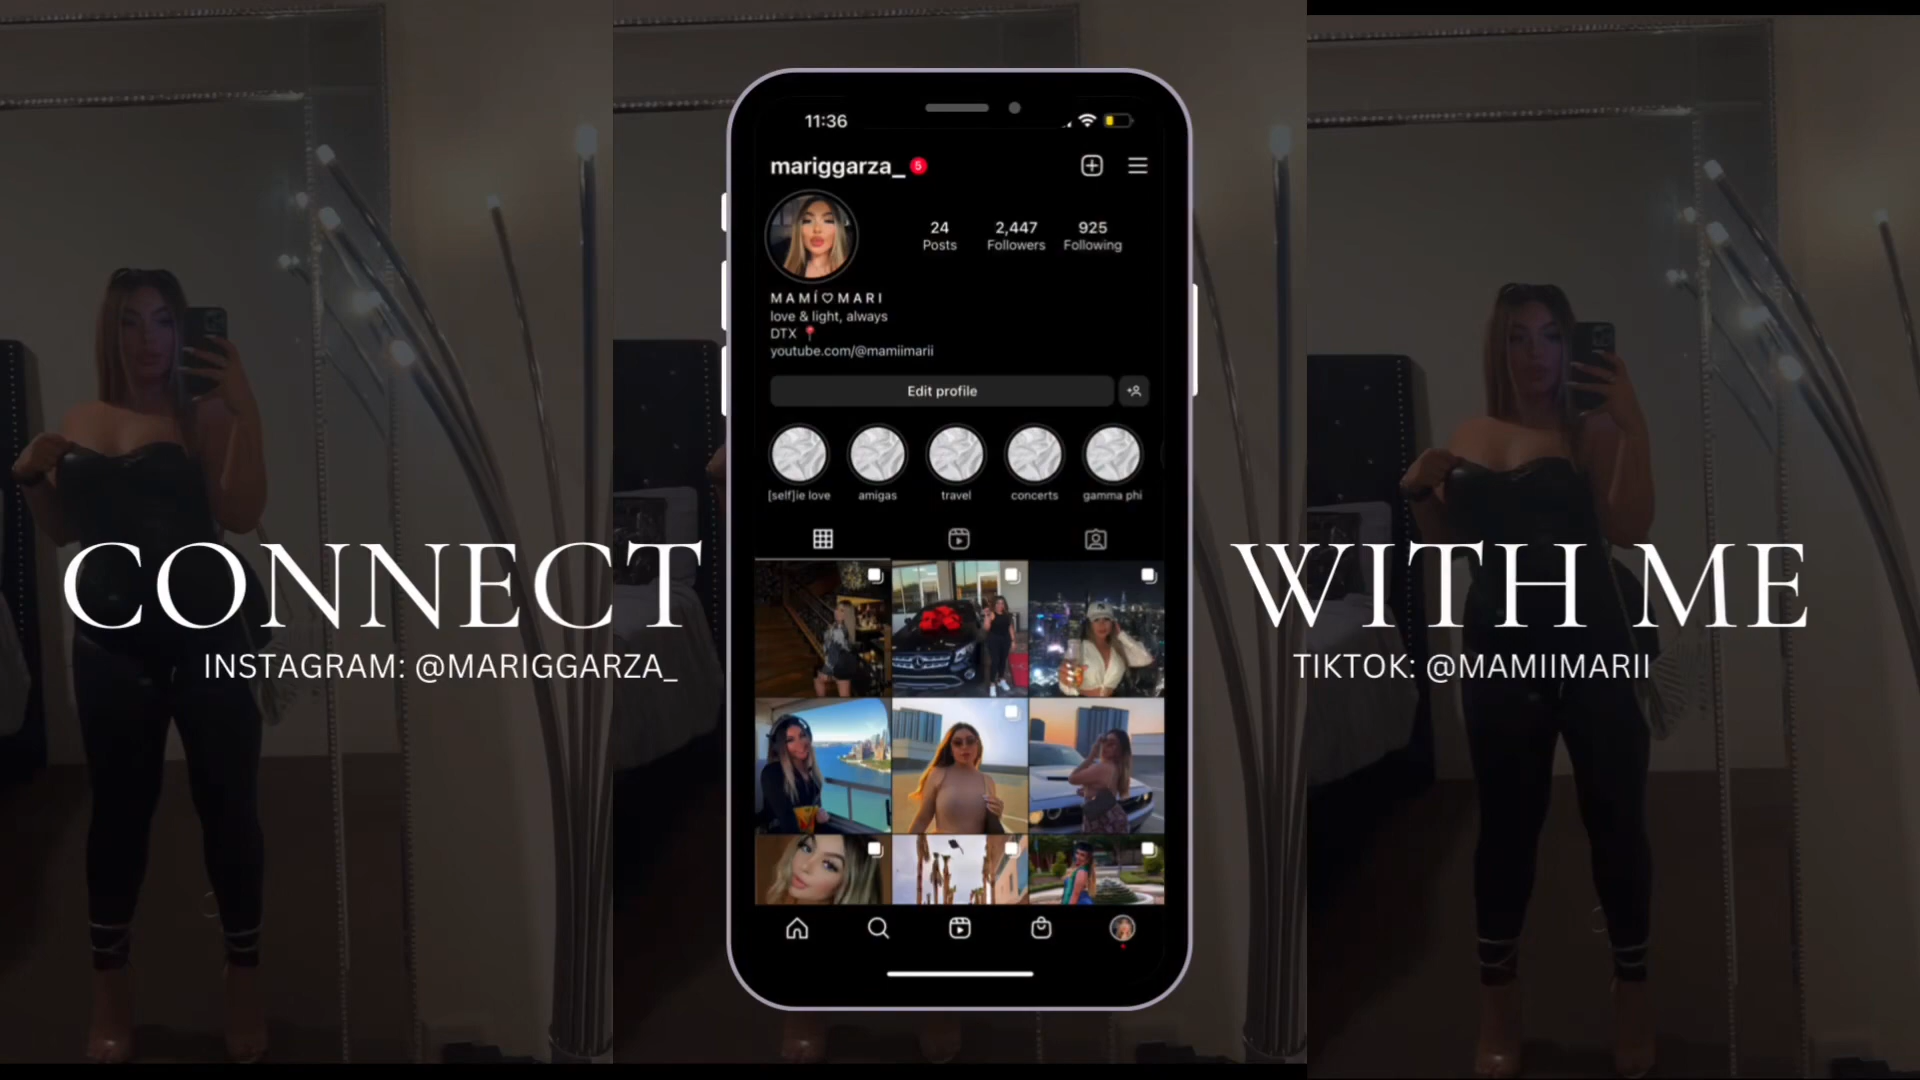 11:36
mariggarza_ 5
24
Posts
2,447
Followers
925
Following
MAMÍ♡MARI
love & light, always
DTX 📍
youtube.com/@mamiimarii
Edit profile
[self]ie love
amigas
travel
concerts
gamma phi
CONNECT
WITH ME
INSTAGRAM: @MARIGGARZA_
TIKTOK: @MAMIIMARII